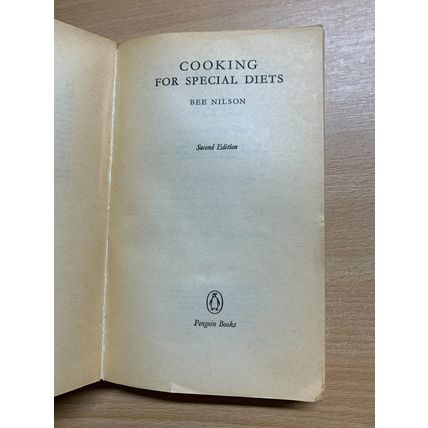 COOKING
FOR SPECIAL DIETS
BEE NILSON
Second Edition
Penguin Books